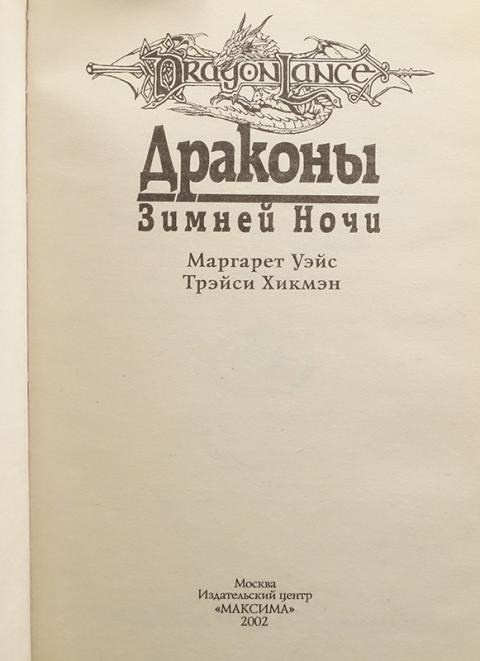 DRAGONLANCE
Драконы
Зимней Ночи
Маргарет Уэйс
Трэйси Хикмэн
Москва
Издательский центр
«МАКСИМА»
2002